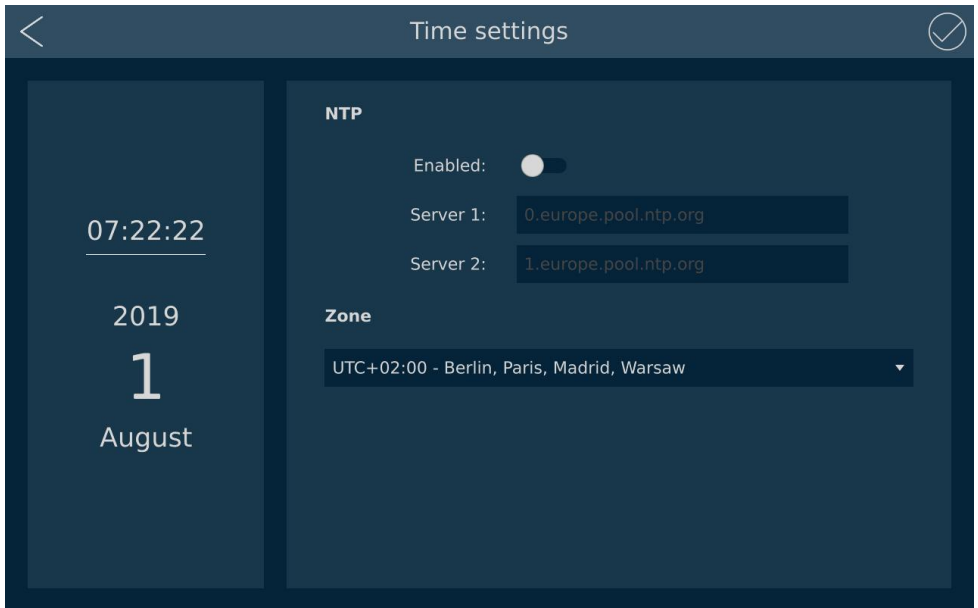 Time settings
07:22:22
2019
1
August
NTP
Enabled:
Server 1: 0.europe.pool.ntp.org
Server 2: 1.europe.pool.ntp.org
Zone
UTC+02:00 - Berlin, Paris, Madrid, Warsaw